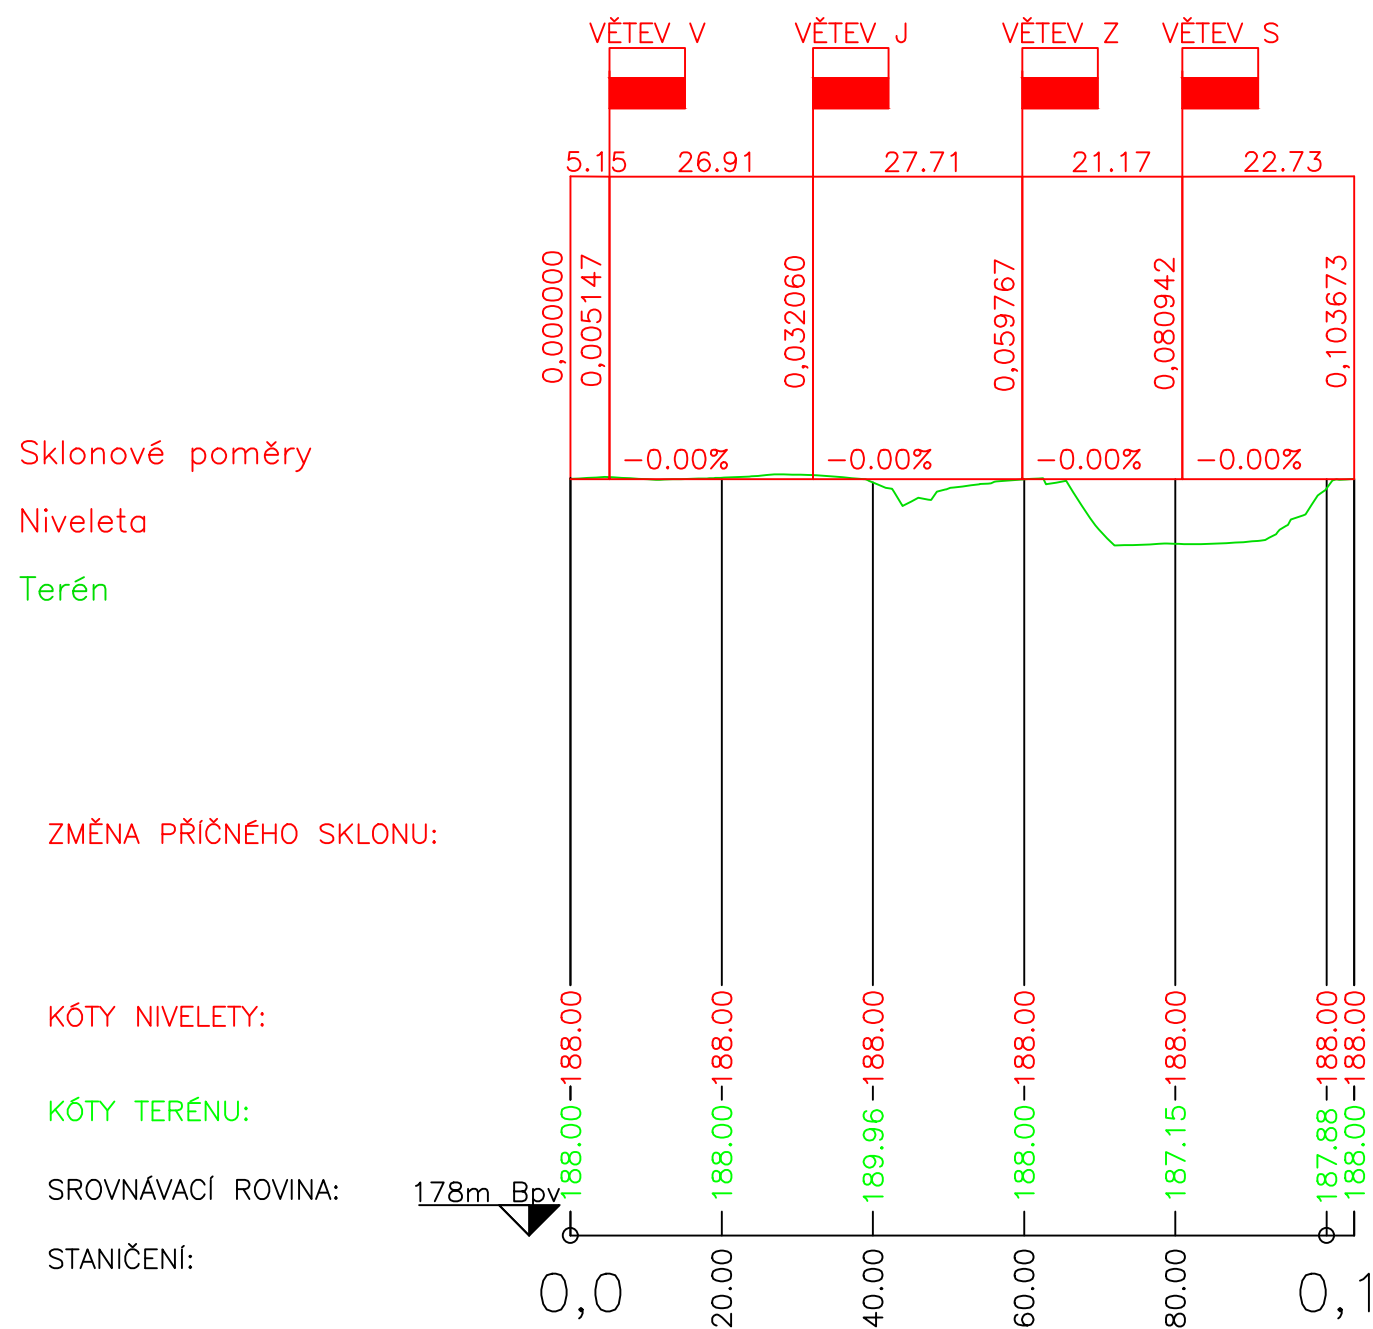 VĚTEV V VĚTEV J VĚTEV Z VĚTEV S
5.15 26.91 27.71 21.17 22.73
0,000000 0,005147 0,032060 0,059767 0,080942 0,103673
Sklonové poměry -0.00% -0.00% -0.00% -0.00%
Niveleta
Terén
ZMĚNA PŘÍČNÉHO SKLONU:
KÓTY NIVELETY: 188.00 188.00 188.00 188.00 188.00 188.00 188.00
KÓTY TERÉNU: 188.00 188.00 189.96 188.00 187.15 187.88 188.00
SROVNÁVACÍ ROVINA: 178m Bpv
STANIČENÍ: 0,0 20.00 40.00 60.00 80.00 0,1